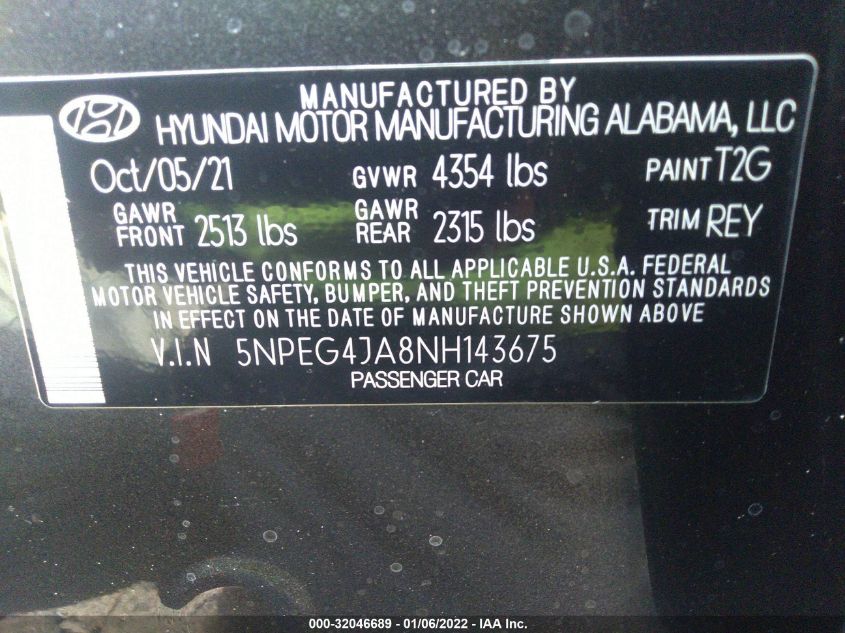 MANUFACTURED BY
HYUNDAI MOTOR MANUFACTURING ALABAMA, LLC
Oct/05/21 GVWR 4354 lbs PAINT T2G
GAWR FRONT 2513 lbs GAWR REAR 2315 lbs TRIM REY
THIS VEHICLE CONFORMS TO ALL APPLICABLE U.S.A. FEDERAL
MOTOR VEHICLE SAFETY, BUMPER, AND THEFT PREVENTION STANDARDS
IN EFFECT ON THE DATE OF MANUFACTURE SHOWN ABOVE
V.I.N 5NPEG4JA8NH143675
PASSENGER CAR
000-32046689 - 01/06/2022 - IAA Inc.